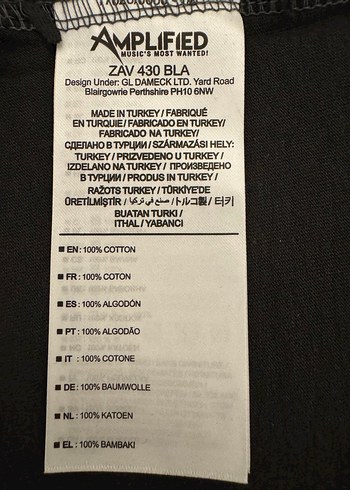 AMPLIFIED
MUSIC'S MOST WANTED!
ZAV 430 BLA
Design Under: GL DAMECK LTD. Yard Road
Blairgowrie Perthshire PH10 6NW
MADE IN TURKEY / FABRIQUÉ
EN TURQUIE / FABRICADO EN TURKEY/
FABRICADO NA TURKEY/
СДЕЛАНО В ТУРЦИИ / SZÁRMAZÁSI HELY:
TURKEY / PRIZVEDENO U TURKEY /
IZDELANO NA TURKEY / ПРОИЗВЕДЕНО
В ТУРЦИИ / PRODUS IN TURKEY /
RAŽOTS TURKEY / TÜRKİYE'DE
ÜRETİLMİŞTİR / صنع في تركيا / トルコ製 / 터키
BUATAN TURKI /
ITHAL / YABANCI
EN: 100% COTTON
FR : 100% COTON
ES : 100% ALGODÓN
PT : 100% ALGODÃO
IT : 100% COTONE
DE : 100% BAUMWOLLE
NL : 100% KATOEN
EL : 100% BAMBAKI